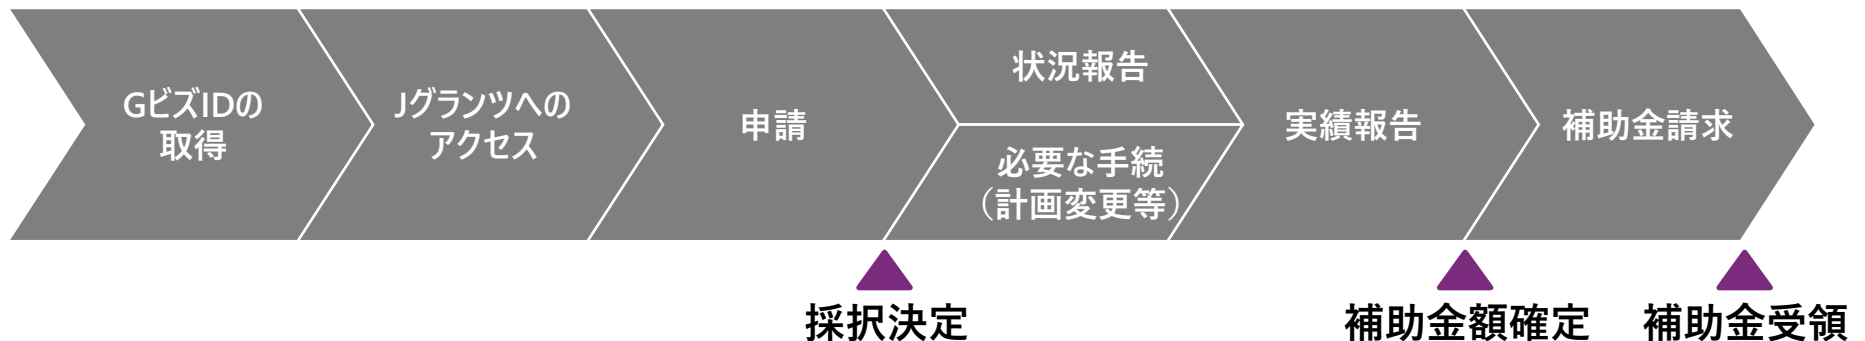 GビズIDの
取得
Jグランツへの
アクセス
申請
状況報告
必要な手続
（計画変更等）
実績報告
補助金請求
採択決定
補助金額確定
補助金受領